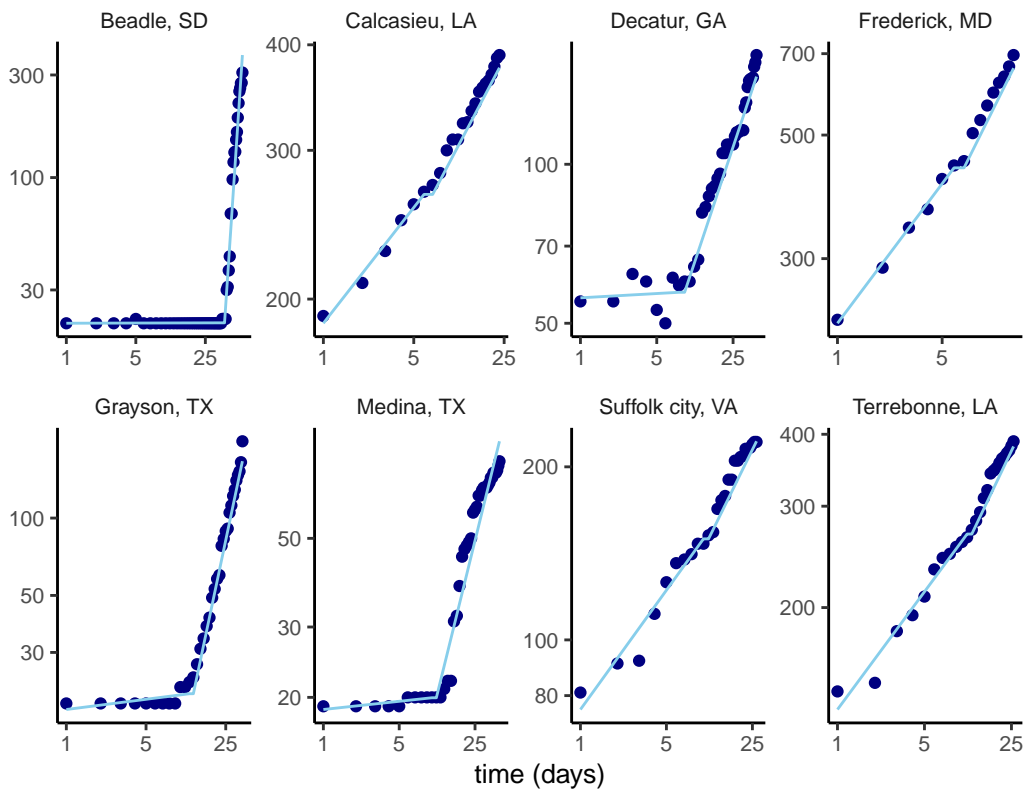 Beadle, SD
300
100
30
1 5 25
Calcasieu, LA
400
300
200
1 5 25
Decatur, GA
100
70
50
1 5 25
Frederick, MD
700
500
300
1 5
Grayson, TX
100
50
30
1 5 25
Medina, TX
50
30
20
1 5 25
Suffolk city, VA
200
100
80
1 5 25
Terrebonne, LA
400
300
200
1 5 25
time (days)